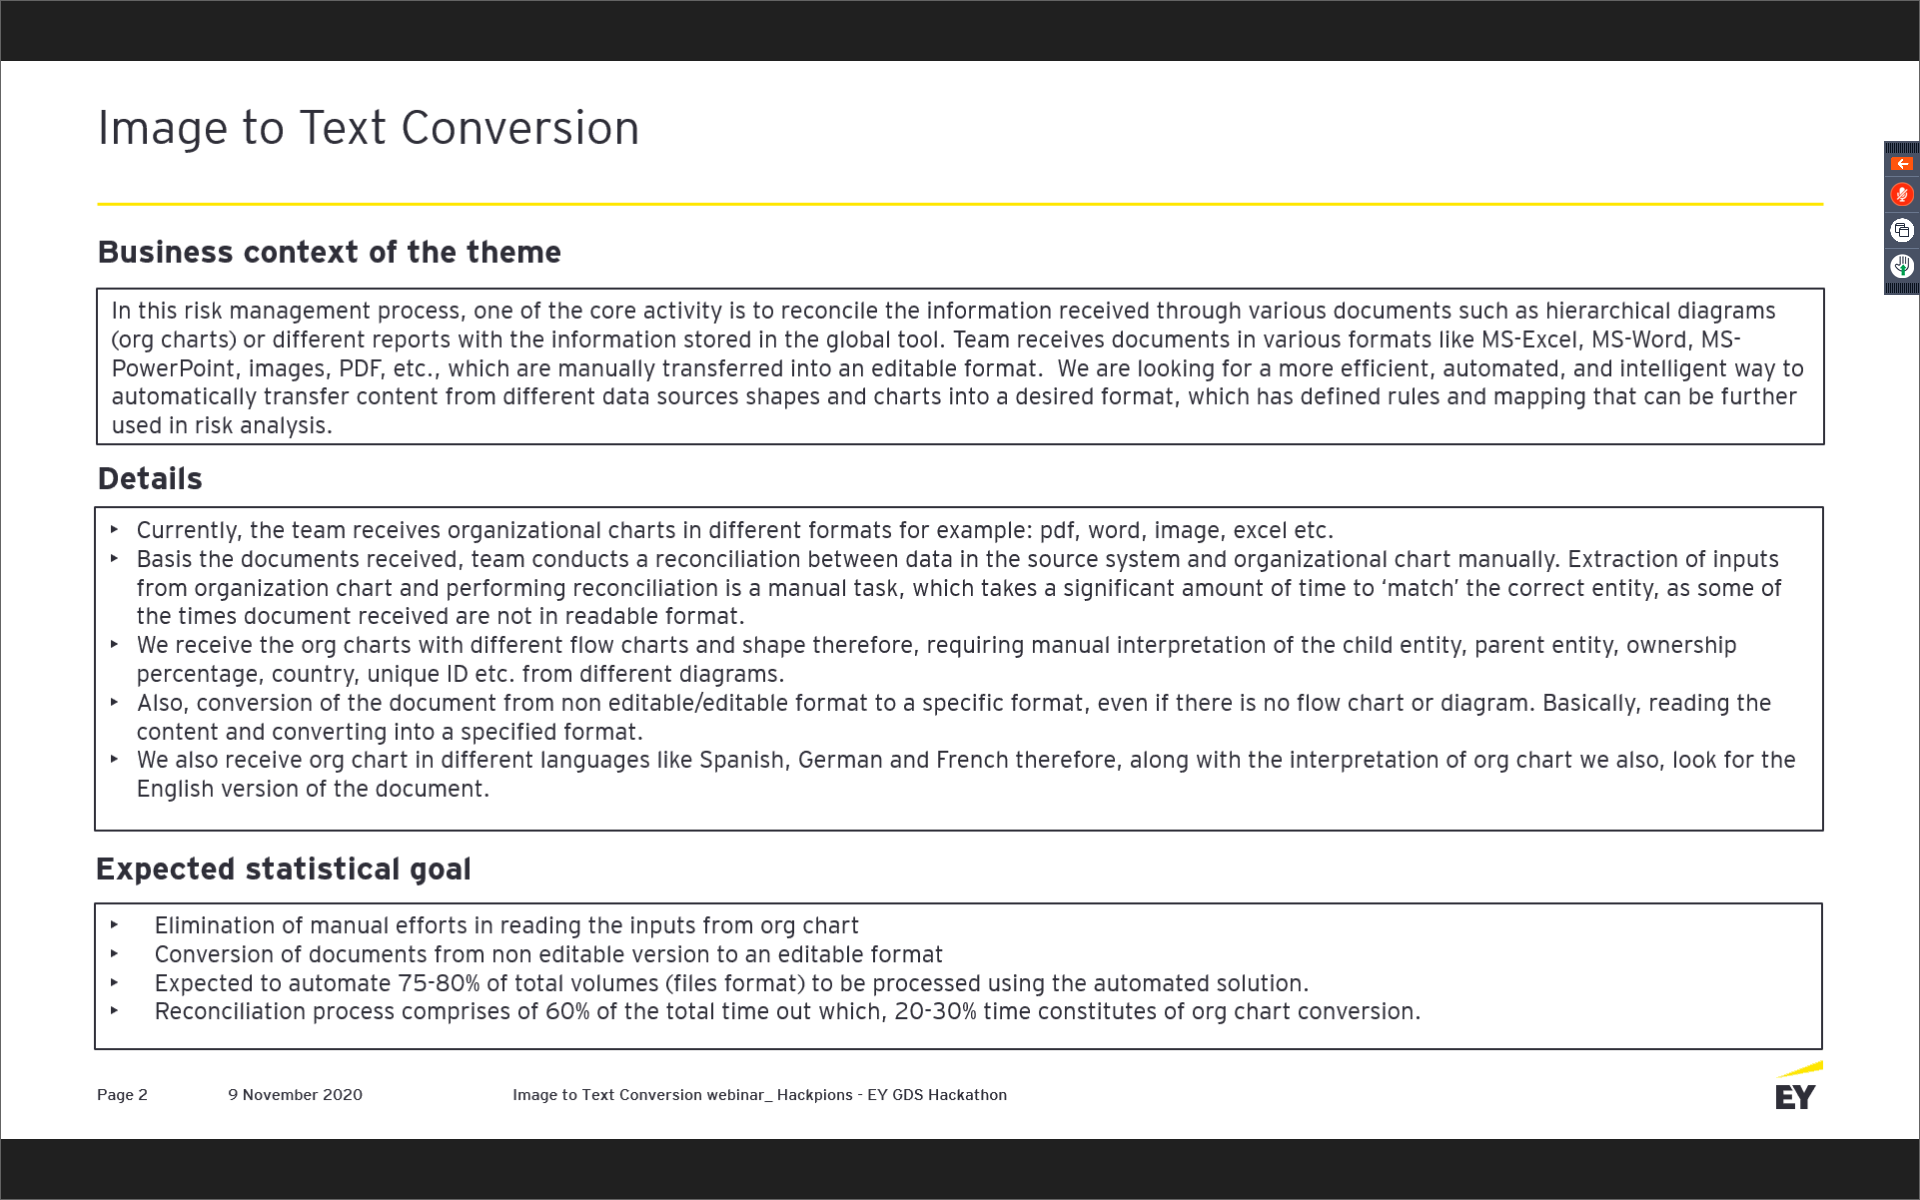 Image to Text Conversion
Business context of the theme
In this risk management process, one of the core activity is to reconcile the information received through various documents such as hierarchical diagrams
(org charts) or different reports with the information stored in the global tool. Team receives documents in various formats like MS-Excel, MS-Word, MS-
PowerPoint, images, PDF, etc., which are manually transferred into an editable format.  We are looking for a more efficient, automated, and intelligent way to
automatically transfer content from different data sources shapes and charts into a desired format, which has defined rules and mapping that can be further
used in risk analysis.
Details
‣ Currently, the team receives organizational charts in different formats for example: pdf, word, image, excel etc.
‣ Basis the documents received, team conducts a reconciliation between data in the source system and organizational chart manually. Extraction of inputs
from organization chart and performing reconciliation is a manual task, which takes a significant amount of time to ‘match’ the correct entity, as some of
the times document received are not in readable format.
‣ We receive the org charts with different flow charts and shape therefore, requiring manual interpretation of the child entity, parent entity, ownership
percentage, country, unique ID etc. from different diagrams.
‣ Also, conversion of the document from non editable/editable format to a specific format, even if there is no flow chart or diagram. Basically, reading the
content and converting into a specified format.
‣ We also receive org chart in different languages like Spanish, German and French therefore, along with the interpretation of org chart we also, look for the
English version of the document.
Expected statistical goal
‣ Elimination of manual efforts in reading the inputs from org chart
‣ Conversion of documents from non editable version to an editable format
‣ Expected to automate 75-80% of total volumes (files format) to be processed using the automated solution.
‣ Reconciliation process comprises of 60% of the total time out which, 20-30% time constitutes of org chart conversion.
Page 2 9 November 2020 Image to Text Conversion webinar_ Hackpions - EY GDS Hackathon
EY